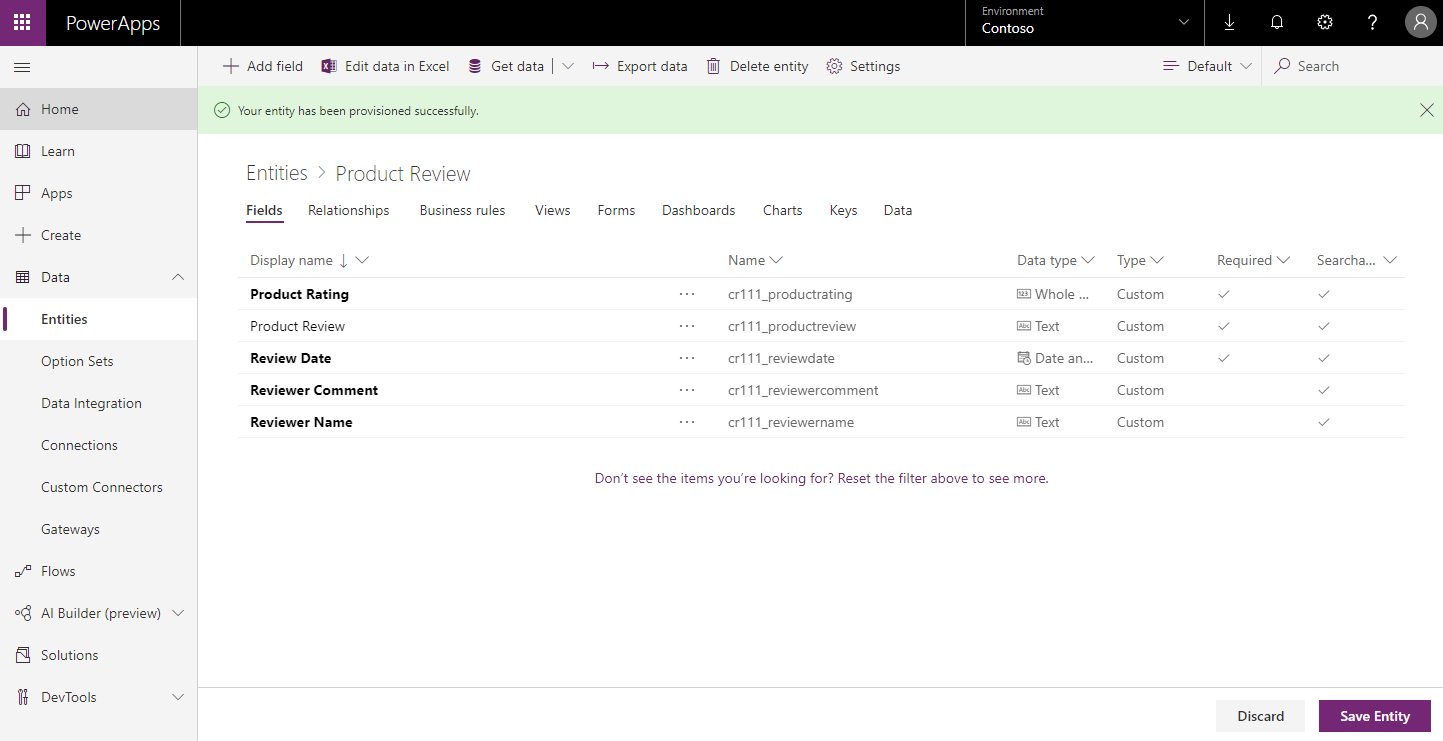 PowerApps
Environment
Contoso
Add field Edit data in Excel Get data Export data Delete entity Settings Default Search
Your entity has been provisioned successfully.
Home
Learn
Apps
Create
Data
Entities
Option Sets
Data Integration
Connections
Custom Connectors
Gateways
Flows
AI Builder (preview)
Solutions
DevTools
Entities > Product Review
Fields Relationships Business rules Views Forms Dashboards Charts Keys Data
Display name ↓ Name Data type Type Required Searcha...
Product Rating ... cr111_productrating 123 Whole ... Custom
Product Review ... cr111_productreview Abc Text Custom
Review Date ... cr111_reviewdate Date an... Custom
Reviewer Comment ... cr111_reviewercomment Abc Text Custom
Reviewer Name ... cr111_reviewername Abc Text Custom
Don’t see the items you’re looking for? Reset the filter above to see more.
Discard Save Entity